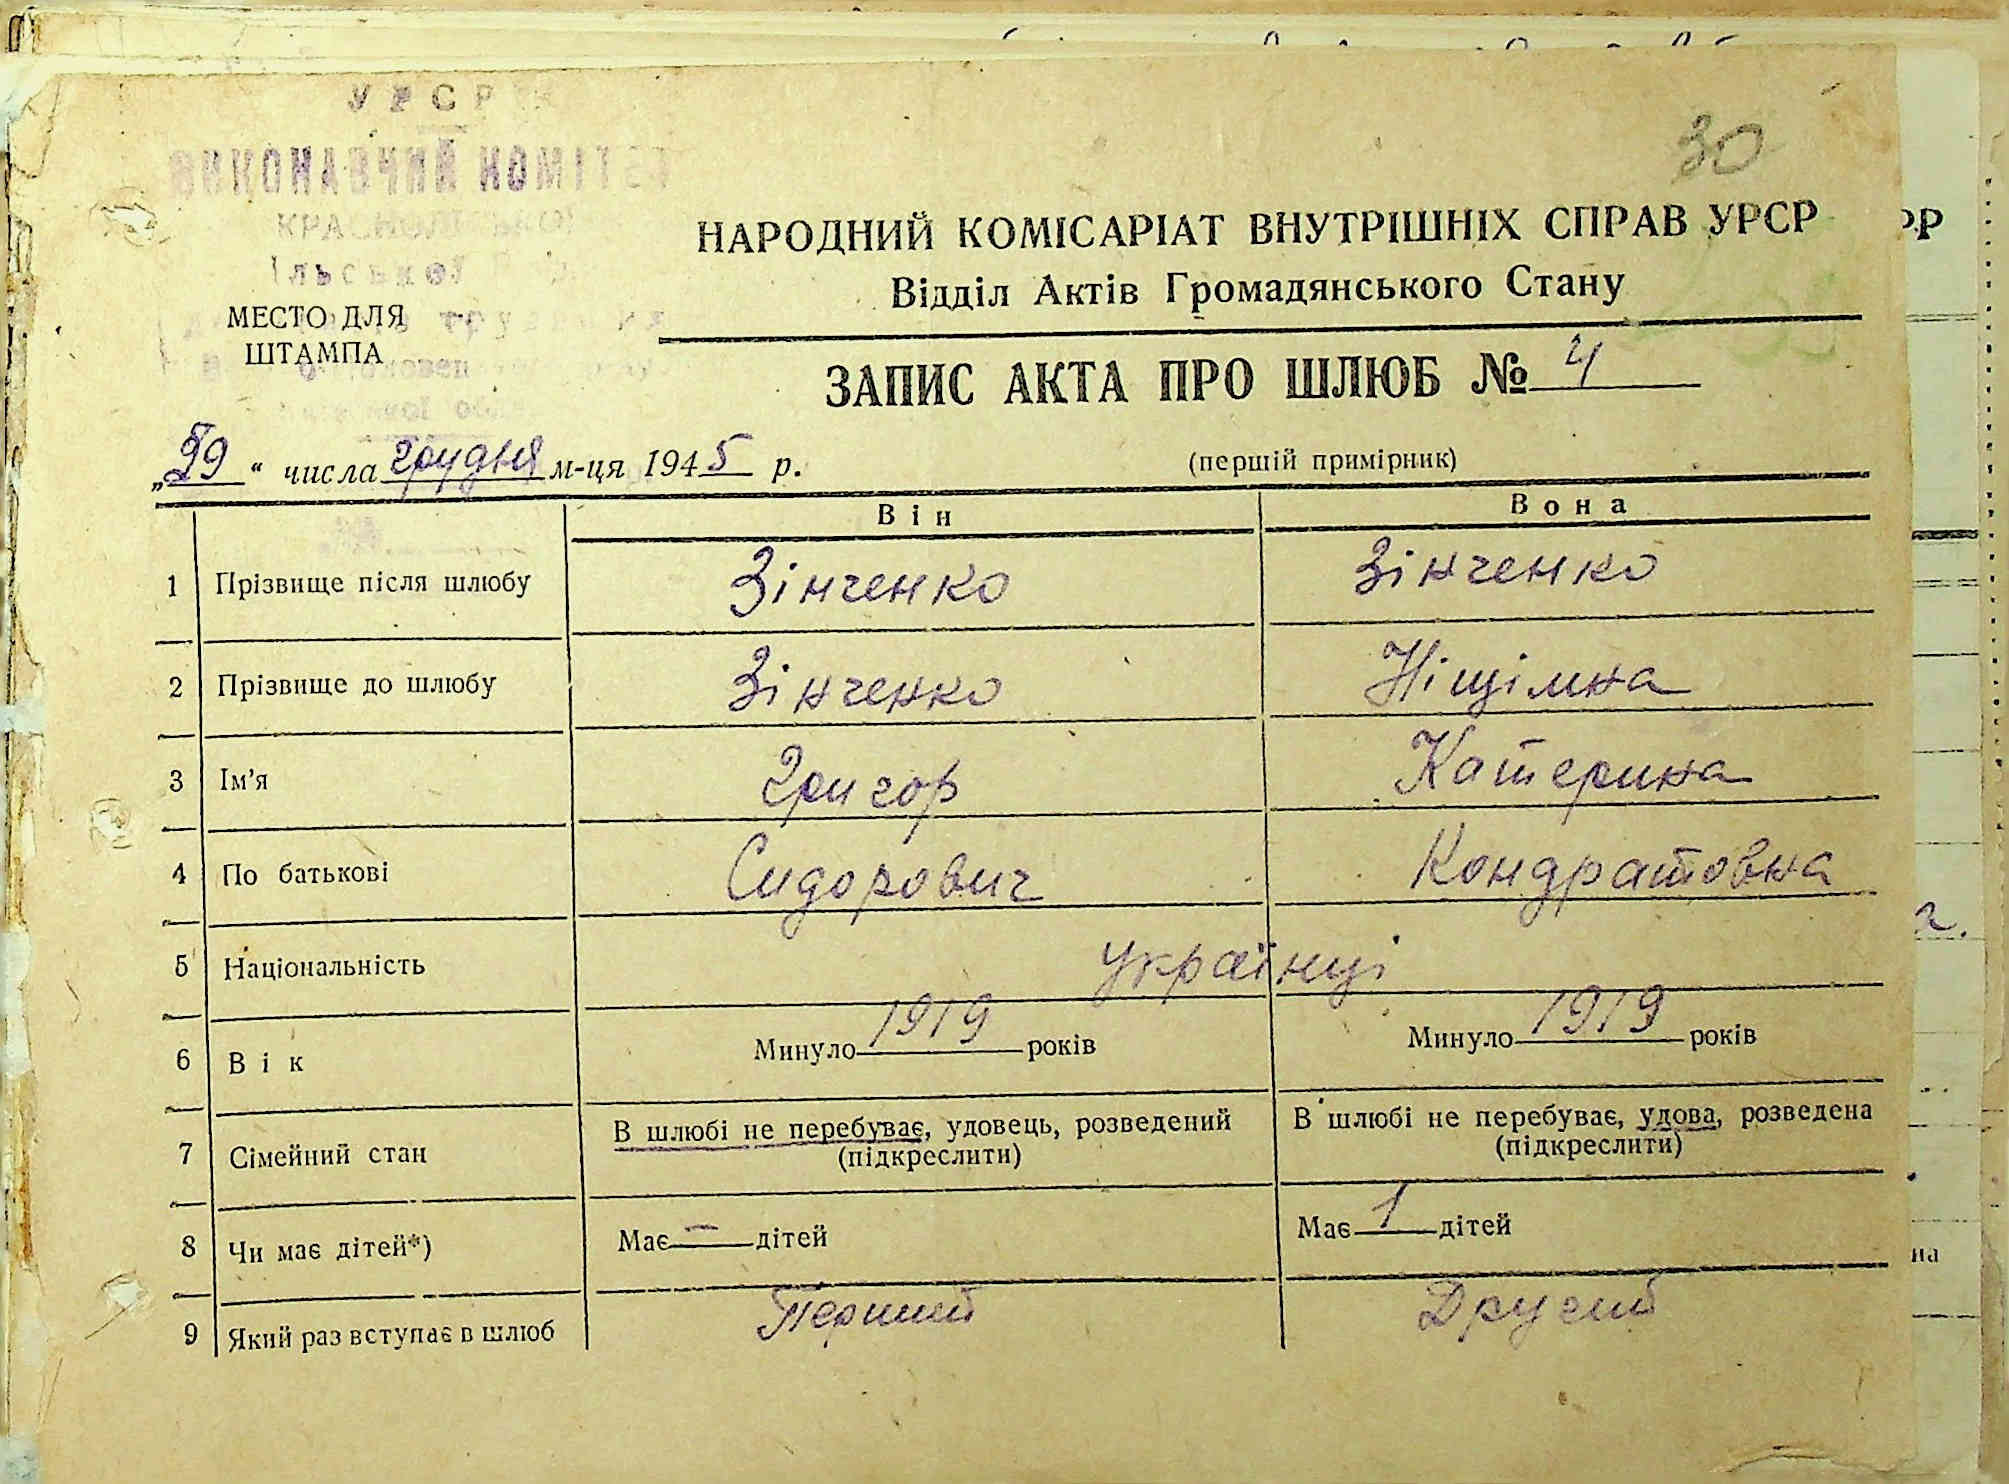 УРСР
ВИКОНАВЧИЙ КОМІТЕТ
30
НАРОДНИЙ КОМІСАРІАТ ВНУТРІШНІХ СПРАВ УРСР
Відділ Актів Громадянського Стану
МЕСТО ДЛЯ
ШТАМПА
ЗАПИС АКТА ПРО ШЛЮБ № 4
„29“ числа грудня м-ця 1945 р.
(першій примірник)
Він Вона
1 Прізвище після шлюбу Зінченко Зінченко
2 Прізвище до шлюбу Зінченко Ніщімна
3 Ім'я Григор Катерина
4 По батькові Сидорович Кондратовна
5 Національність українці
6 Вік Минуло 1919 років Минуло 1919 років
7 Сімейний стан В шлюбі не перебуває, удовець, розведений (підкреслити) В шлюбі не перебуває, удова, розведена (підкреслити)
8 Чи має дітей*) Має — дітей Має 1 дітей
9 Який раз вступає в шлюб Перший Другий